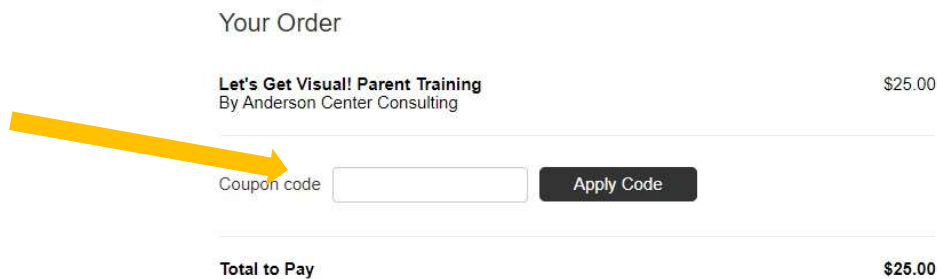 Your Order
Let's Get Visual! Parent Training $25.00
By Anderson Center Consulting
Coupon code Apply Code
Total to Pay $25.00